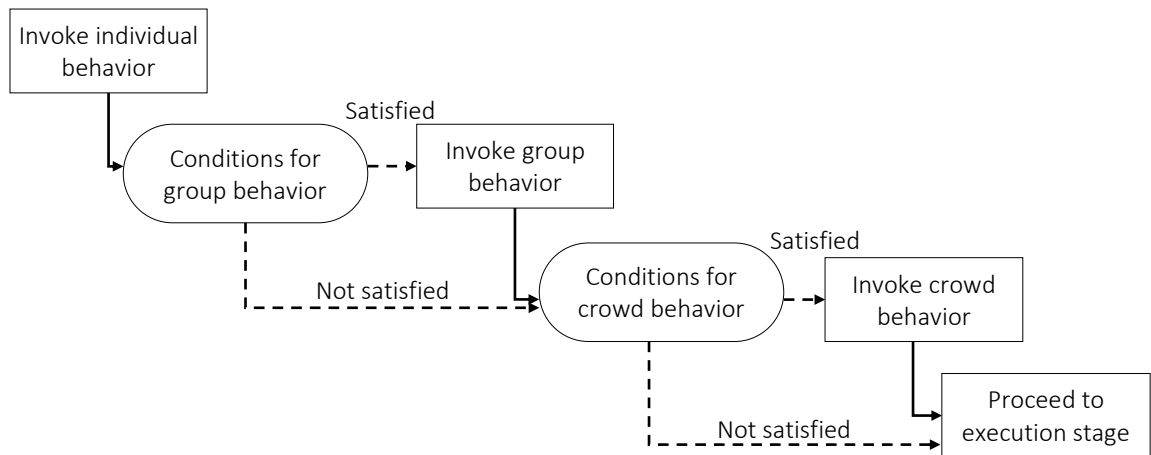 Invoke individual
behavior
Satisfied
Conditions for
group behavior
Invoke group
behavior
Not satisfied
Satisfied
Conditions for
crowd behavior
Invoke crowd
behavior
Not satisfied
Proceed to
execution stage